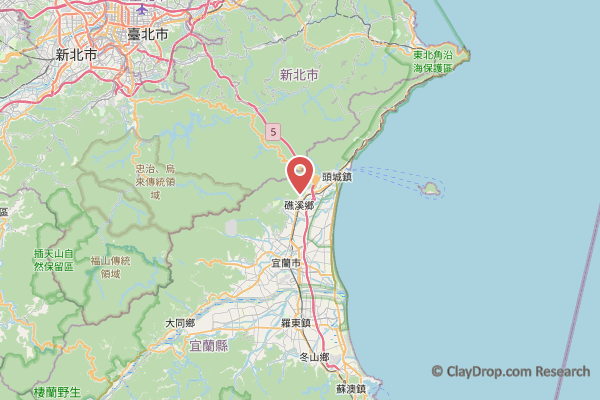 臺北市
新北市
新北市
東北角沿
海保護區
5
忠治、烏
來傳統領
域
頭城鎮
礁溪鄉
區
插天山自
然保留區
福山傳統
領域
宜蘭市
大同鄉
羅東鎮
宜蘭縣
冬山鄉
棲蘭野生
蘇澳鎮
© ClayDrop.com Research